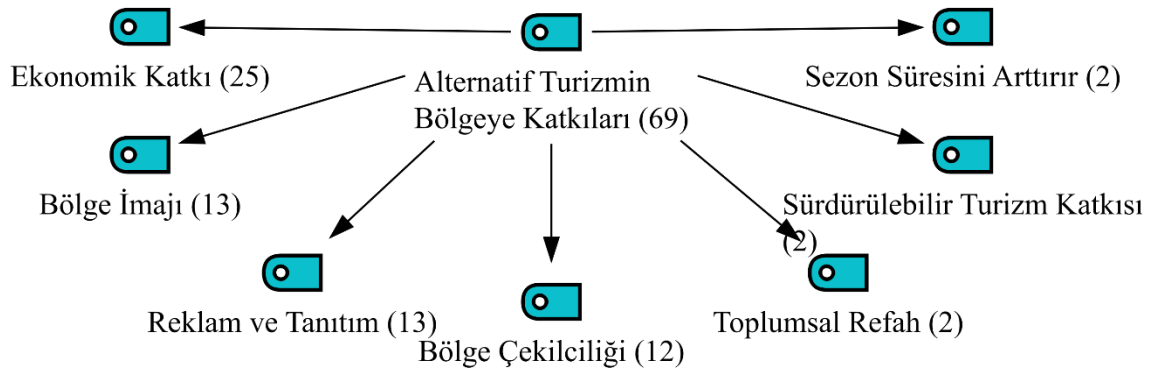 Ekonomik Katkı (25)
Alternatif Turizmin
Bölgeye Katkıları (69)
Sezon Süresini Arttırır (2)
Bölge İmajı (13)
Sürdürülebilir Turizm Katkısı
(2)
Reklam ve Tanıtım (13)
Bölge Çekilciliği (12)
Toplumsal Refah (2)